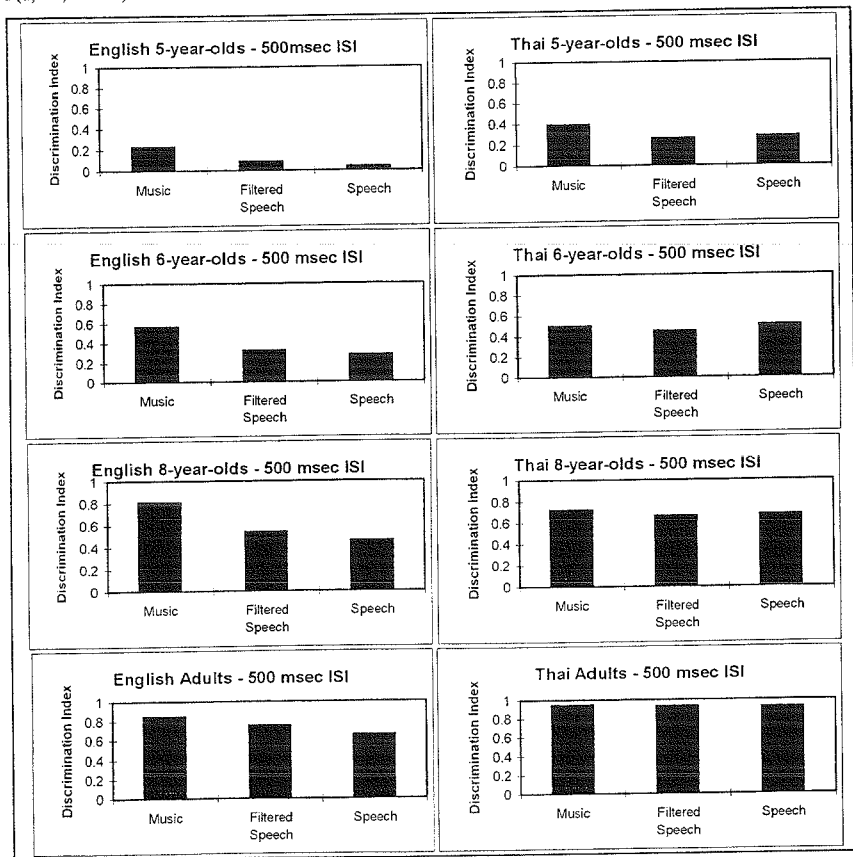 English 5-year-olds - 500msec ISI
Discrimination Index
1
0.8
0.6
0.4
0.2
0
Music
Filtered
Speech
Speech
Thai 5-year-olds - 500 msec ISI
Discrimination Index
1
0.8
0.6
0.4
0.2
0
Music
Filtered
Speech
Speech
English 6-year-olds - 500 msec ISI
Discrimination Index
1
0.8
0.6
0.4
0.2
0
Music
Filtered
Speech
Speech
Thai 6-year-olds - 500 msec ISI
Discrimination Index
1
0.8
0.6
0.4
0.2
0
Music
Filtered
Speech
Speech
English 8-year-olds - 500 msec ISI
Discrimination Index
1
0.8
0.6
0.4
0.2
0
Music
Filtered
Speech
Speech
Thai 8-year-olds - 500 msec ISI
Discrimination Index
1
0.8
0.6
0.4
0.2
0
Music
Filtered
Speech
Speech
English Adults - 500 msec ISI
Discrimination Index
1
0.8
0.6
0.4
0.2
0
Music
Filtered
Speech
Speech
Thai Adults - 500 msec ISI
Discrimination Index
1
0.8
0.6
0.4
0.2
0
Music
Filtered
Speech
Speech